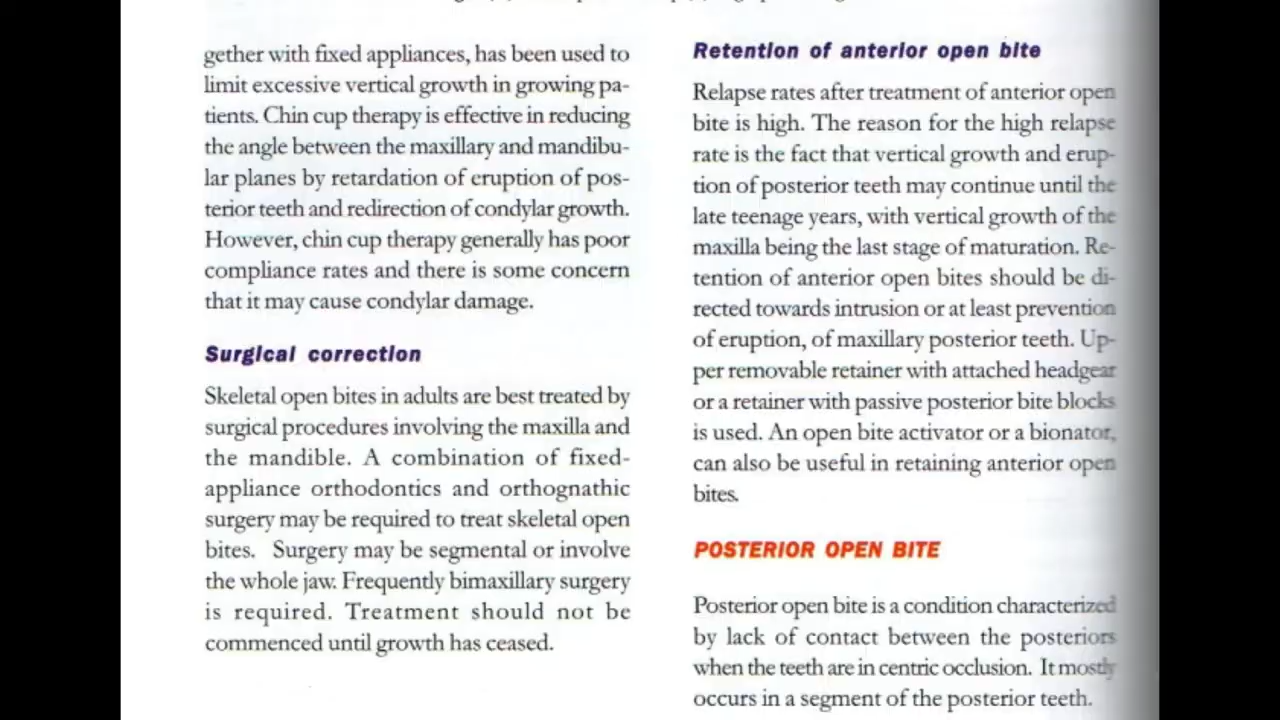 gether with fixed appliances, has been used to
limit excessive vertical growth in growing pa-
tients. Chin cup therapy is effective in reducing
the angle between the maxillary and mandibu-
lar planes by retardation of eruption of pos-
terior teeth and redirection of condylar growth.
However, chin cup therapy generally has poor
compliance rates and there is some concern
that it may cause condylar damage.
Surgical correction
Skeletal open bites in adults are best treated by
surgical procedures involving the maxilla and
the mandible. A combination of fixed-
appliance orthodontics and orthognathic
surgery may be required to treat skeletal open
bites. Surgery may be segmental or involve
the whole jaw. Frequently bimaxillary surgery
is required. Treatment should not be
commenced until growth has ceased.
Retention of anterior open bite
Relapse rates after treatment of anterior open
bite is high. The reason for the high relapse
rate is the fact that vertical growth and erup-
tion of posterior teeth may continue until the
late teenage years, with vertical growth of the
maxilla being the last stage of maturation. Re-
tention of anterior open bites should be di-
rected towards intrusion or at least prevention
of eruption, of maxillary posterior teeth. Up-
per removable retainer with attached headgear
or a retainer with passive posterior bite blocks
is used. An open bite activator or a bionator,
can also be useful in retaining anterior open
bites.
POSTERIOR OPEN BITE
Posterior open bite is a condition characterized
by lack of contact between the posteriors
when the teeth are in centric occlusion. It mostly
occurs in a segment of the posterior teeth.